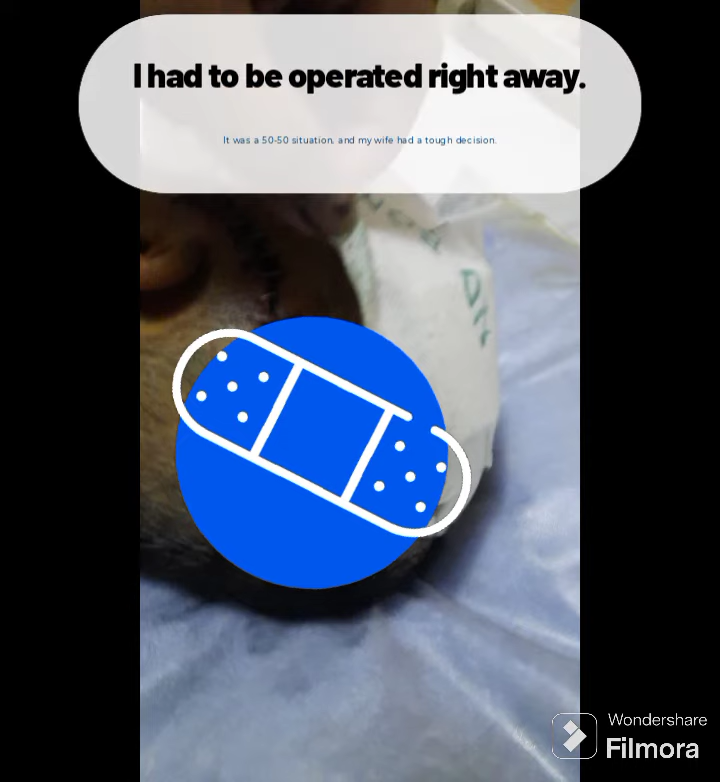 I had to be operated right away.
It was a 50-50 situation, and my wife had a tough decision.
Wondershare
Filmora